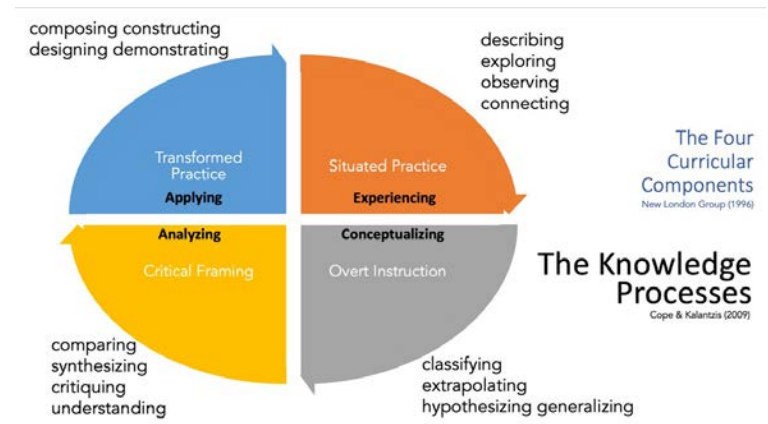 composing constructing
designing demonstrating
describing
exploring
observing
connecting
Transformed
Practice
Applying
Situated Practice
Experiencing
The Four
Curricular
Components
New London Group (1996)
Analyzing
Critical Framing
Conceptualizing
Overt Instruction
The Knowledge
Processes
Cope & Kalantzis (2009)
comparing
synthesizing
critiquing
understanding
classifying
extrapolating
hypothesizing generalizing